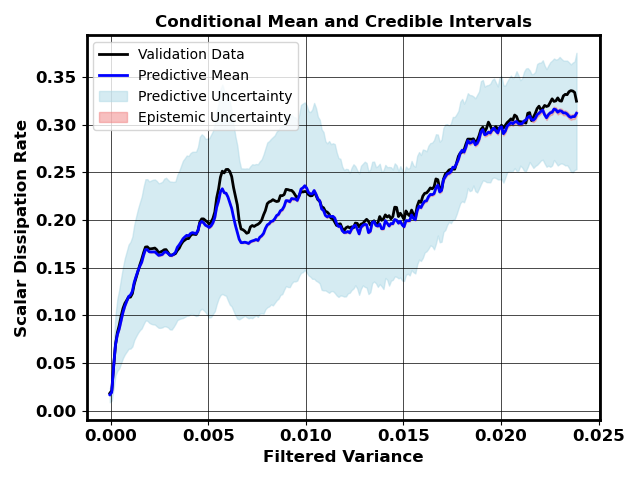 Conditional Mean and Credible Intervals
Validation Data
Predictive Mean
Predictive Uncertainty
Epistemic Uncertainty
Scalar Dissipation Rate
0.35
0.30
0.25
0.20
0.15
0.10
0.05
0.00
0.000 0.005 0.010 0.015 0.020 0.025
Filtered Variance